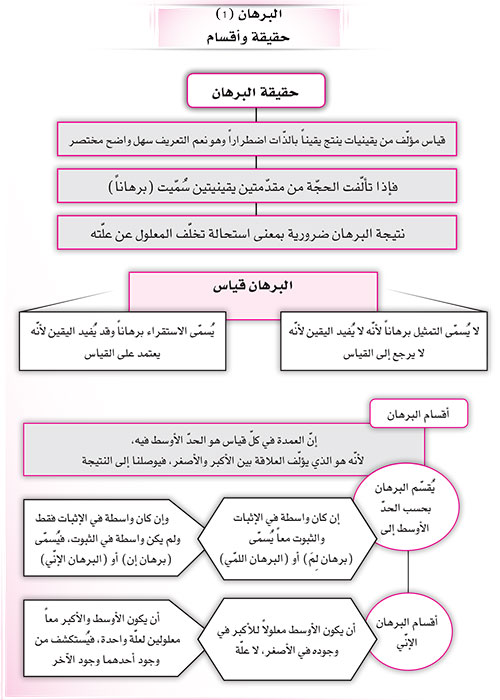 البرهان (1)
حقيقة وأقسام
حقيقة البرهان
قياس مؤلّف من يقينيات ينتج يقيناً بالذّات اضطراراً وهو نعم التعريف سهل واضح مختصر
فإذا تألّفت الحجّة من مقدّمتين يقينيتين سُمّيت (برهاناً)
نتيجة البرهان ضرورية بمعنى استحالة تخلّف المعلول عن علّته
البرهان قياس
لا يُسمّى التمثيل برهاناً لأنّه لا يُفيد اليقين لأنّه
لا يرجع إلى القياس
يُسمّى الاستقراء برهاناً وقد يُفيد اليقين لأنّه
يعتمد على القياس
أقسام البرهان
إنّ العمدة في كلّ قياس هو الحدّ الأوسط فيه،
لأنّه هو الذي يؤلّف العلاقة بين الأكبر والأصغر، فيوصلنا إلى النتيجة
يُقسّم البرهان
بحسب الحدّ
الأوسط إلى
إن كان واسطة في الإثبات
والثبوت معاً يُسمّى
(برهان لِمَ) أو (البرهان اللمّي)
وإن كان واسطة في الإثبات فقط
ولم يكن واسطة في الثبوت، فيُسمّى
(برهان إن) أو (البرهان الإنّي)
أقسام البرهان
الإنّي
أن يكون الأوسط معلولاً للأكبر في
وجوده في الأصغر، لا علّة
أن يكون الأوسط والأكبر معاً
معلولين لعلّة واحدة، فيُستكشف من
وجود أحدهما وجود الآخر